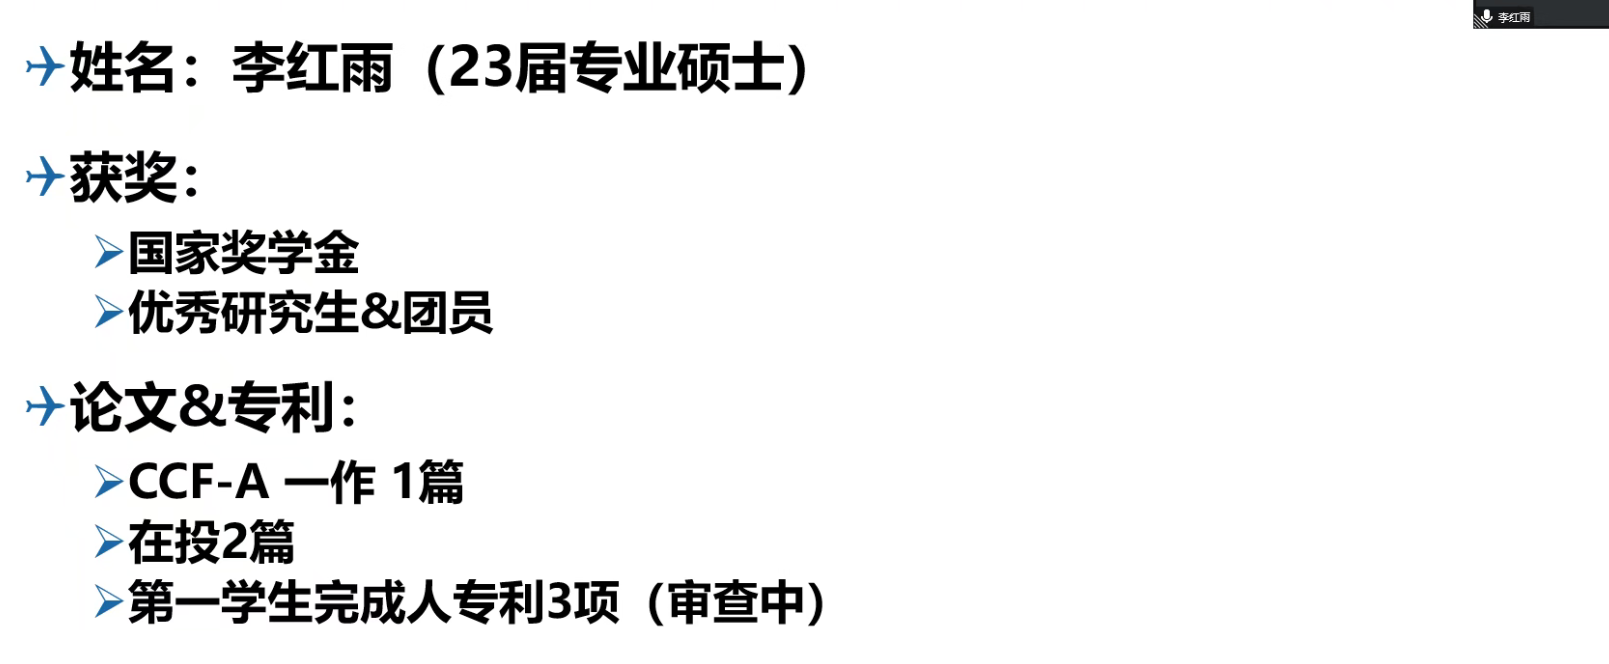 李红雨
姓名：李红雨（23届专业硕士）
获奖：
国家奖学金
优秀研究生&团员
论文&专利：
CCF-A 一作 1篇
在投2篇
第一学生完成人专利3项（审查中）